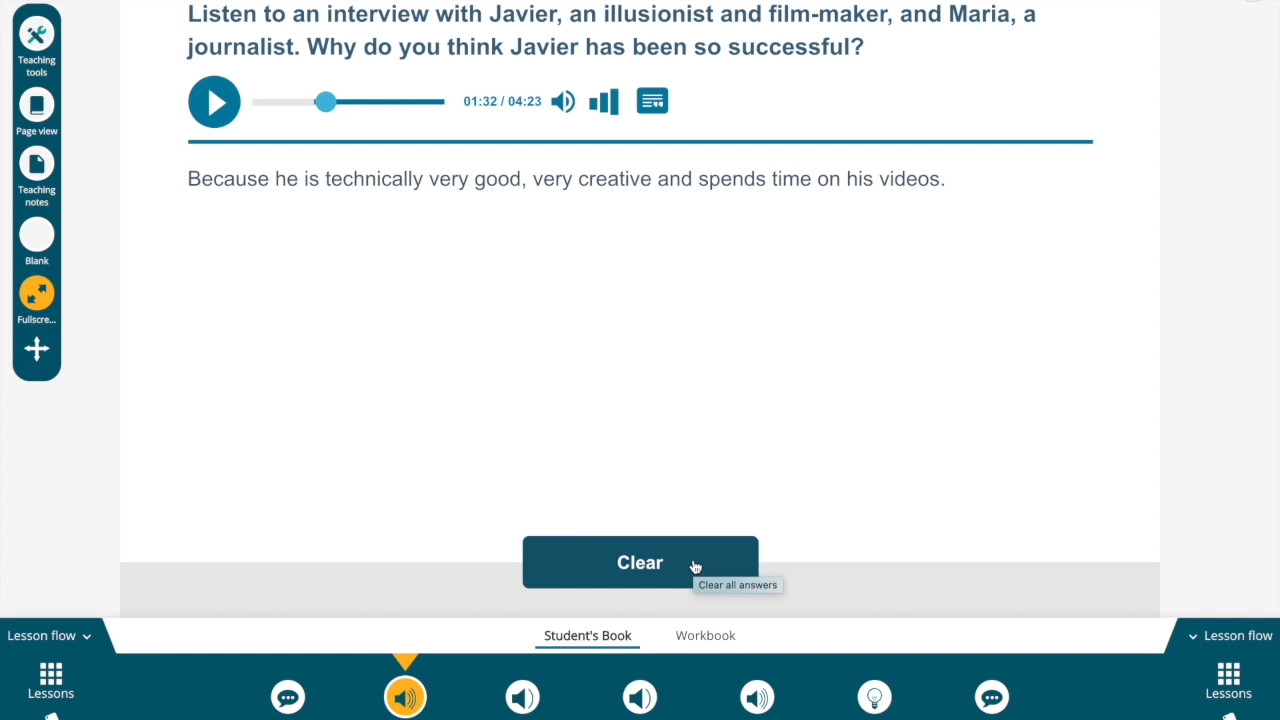 Listen to an interview with Javier, an illusionist and film-maker, and Maria, a
journalist. Why do you think Javier has been so successful?
01:32 / 04:23
Because he is technically very good, very creative and spends time on his videos.
Teaching
tools
Page view
Teaching
notes
Blank
Fullscre...
Clear
Clear all answers
Lesson flow
Student's Book
Workbook
Lesson flow
Lessons
Lessons